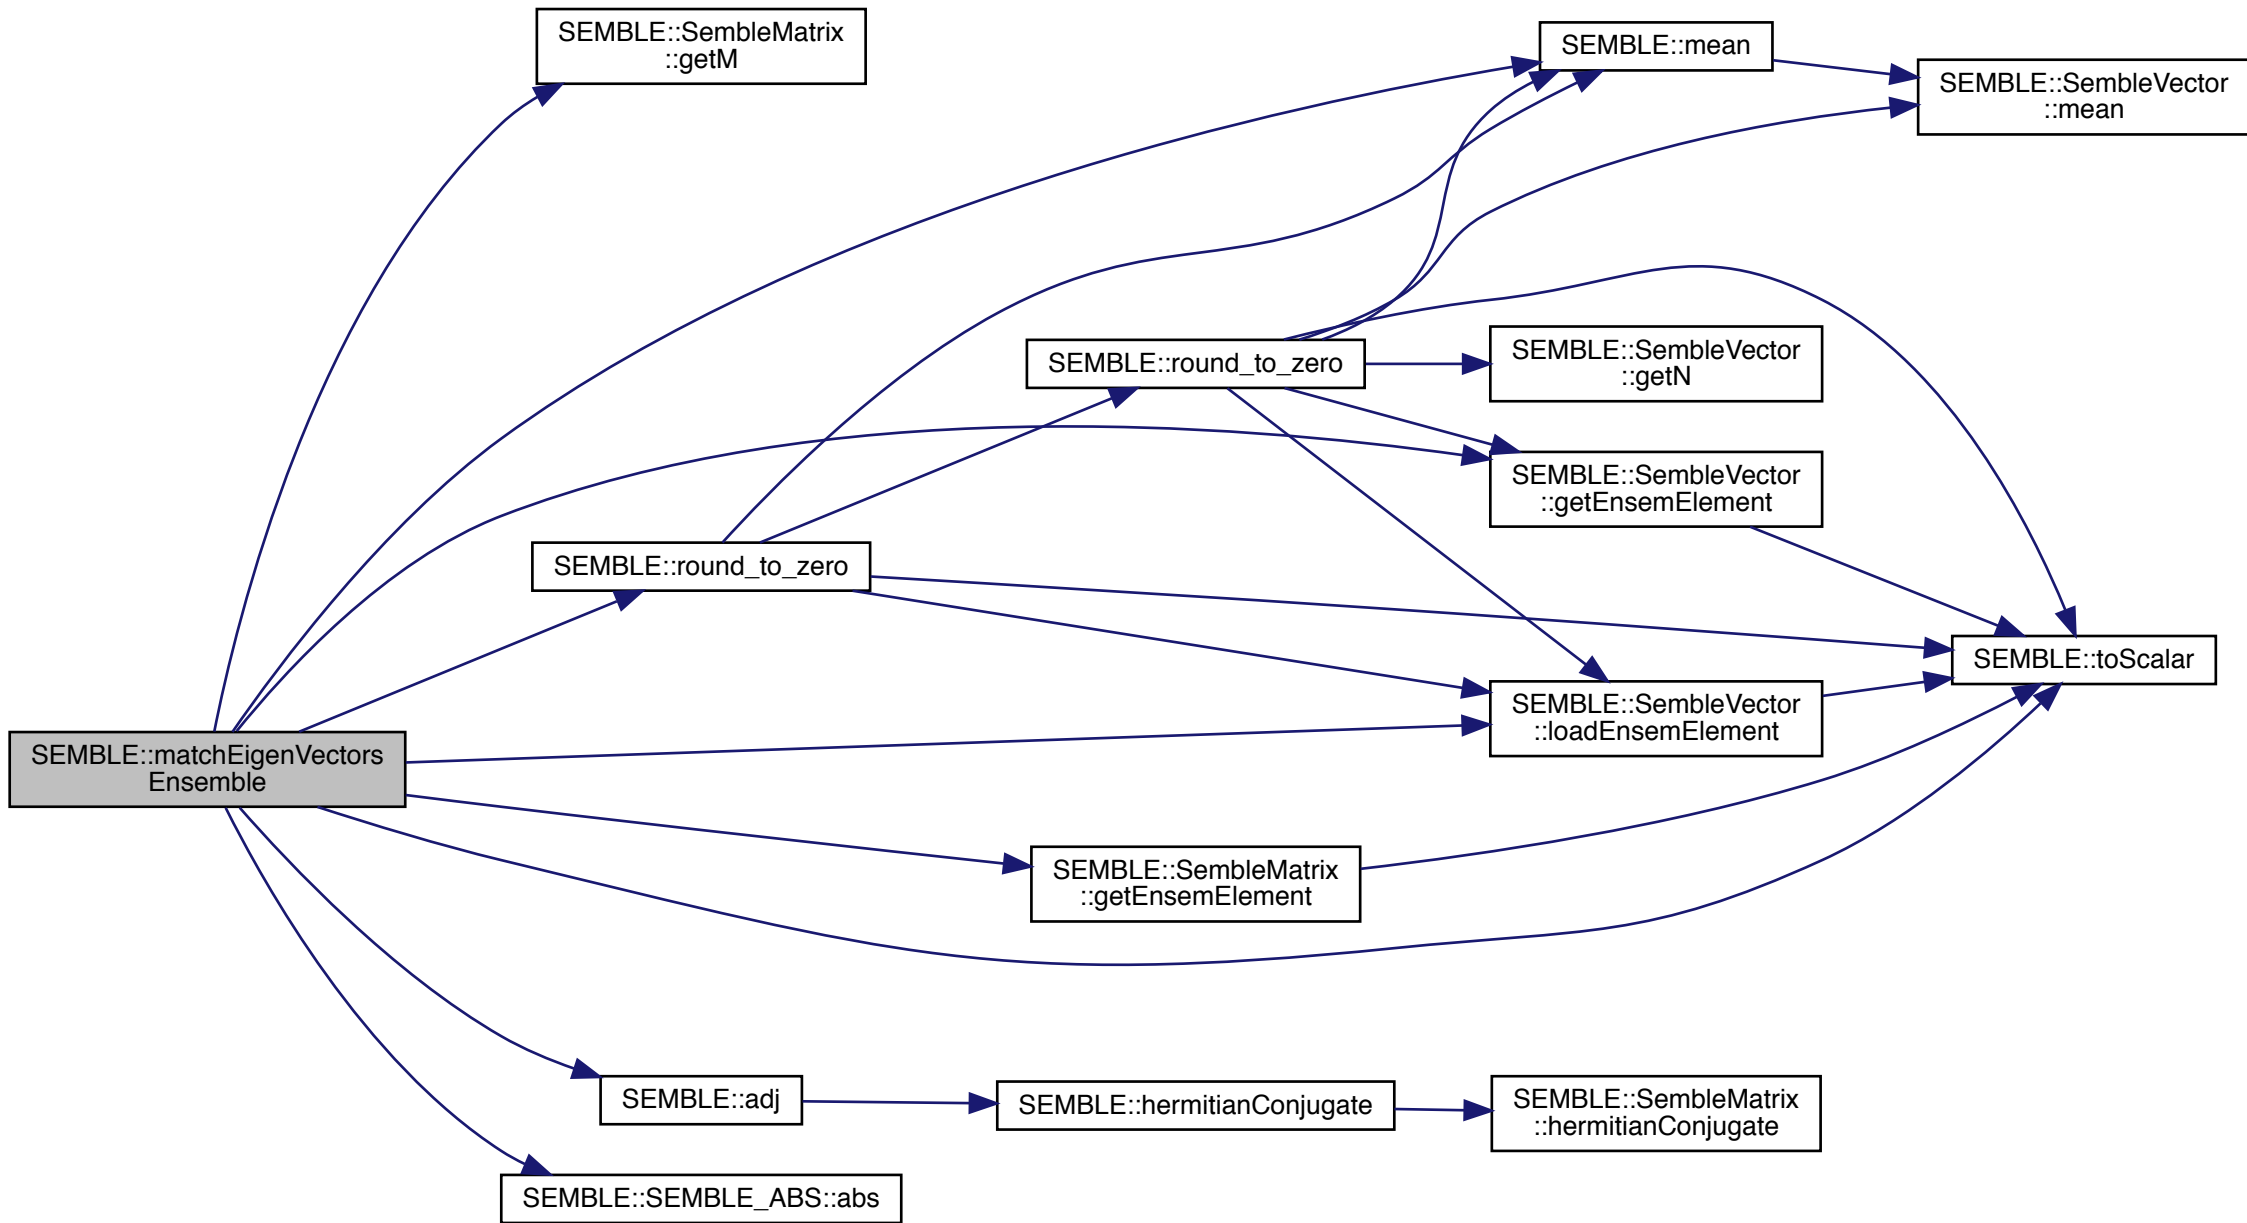 SEMBLE::SembleMatrix
::getM
SEMBLE::mean
SEMBLE::SembleVector
::mean
SEMBLE::round_to_zero
SEMBLE::SembleVector
::getN
SEMBLE::SembleVector
::getEnsemElement
SEMBLE::round_to_zero
SEMBLE::toScalar
SEMBLE::SembleVector
::loadEnsemElement
SEMBLE::matchEigenVectors
Ensemble
SEMBLE::SembleMatrix
::getEnsemElement
SEMBLE::adj
SEMBLE::hermitianConjugate
SEMBLE::SembleMatrix
::hermitianConjugate
SEMBLE::SEMBLE_ABS::abs